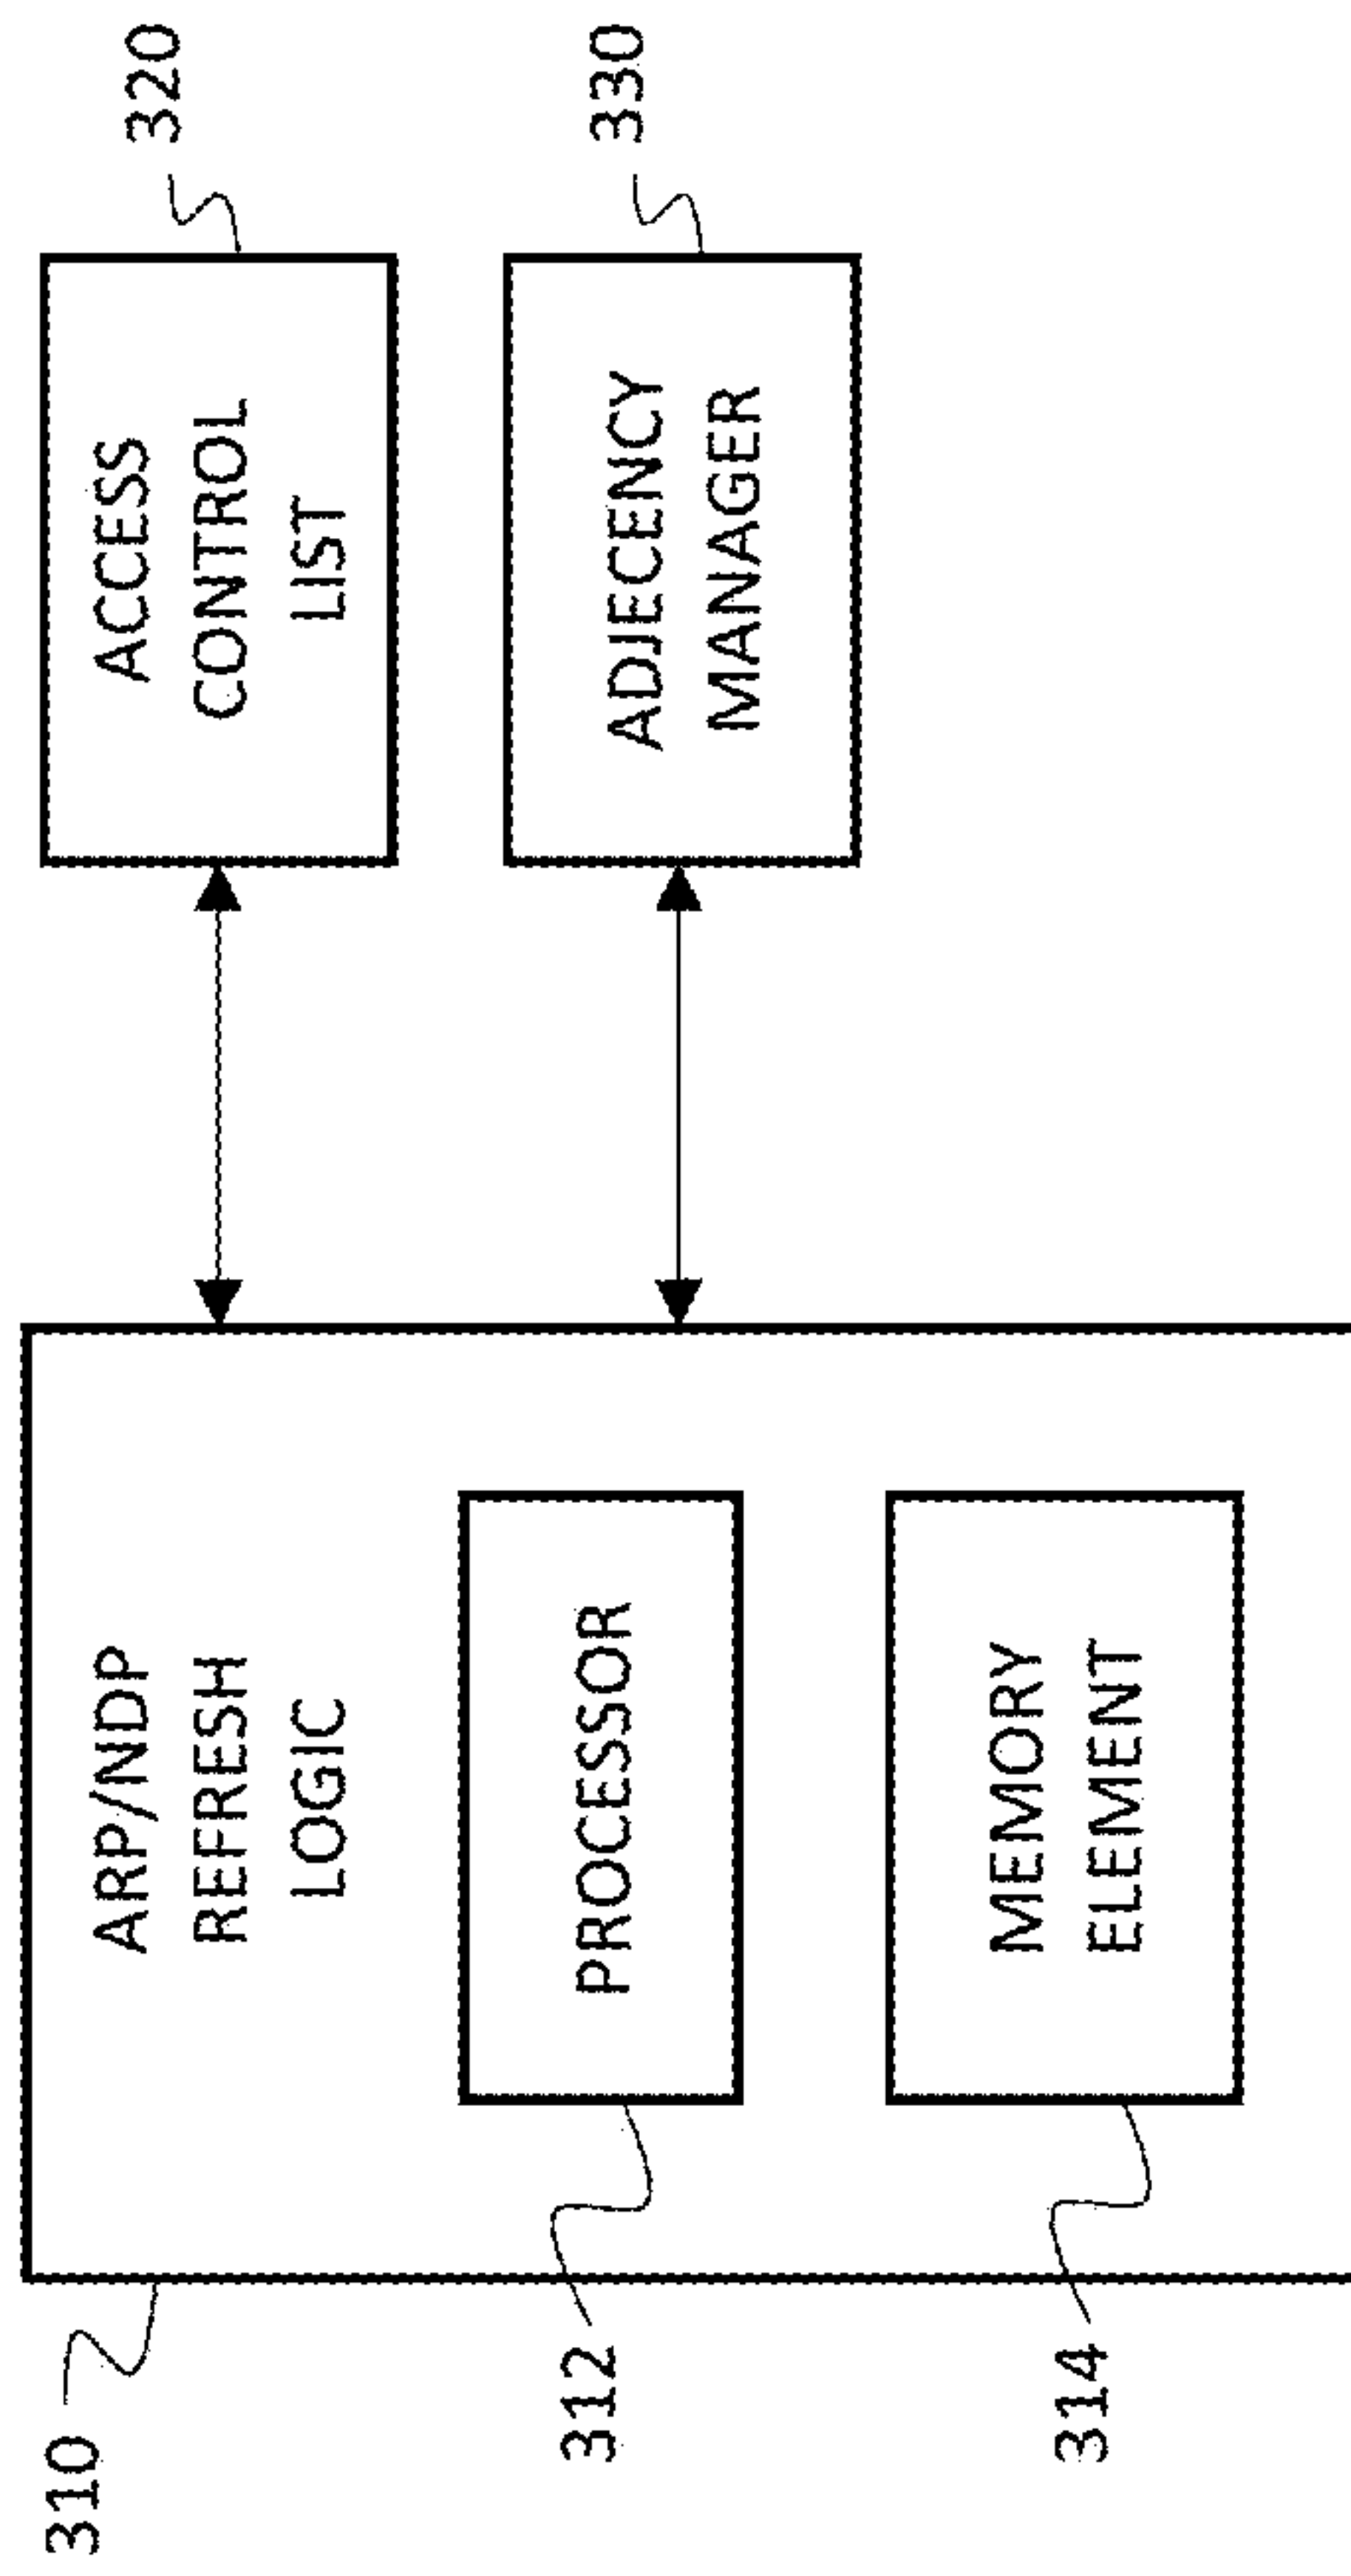 310
ARP/NDP
REFRESH
LOGIC
312
PROCESSOR
314
MEMORY
ELEMENT
ACCESS
CONTROL
LIST
320
ADJECENCY
MANAGER
330